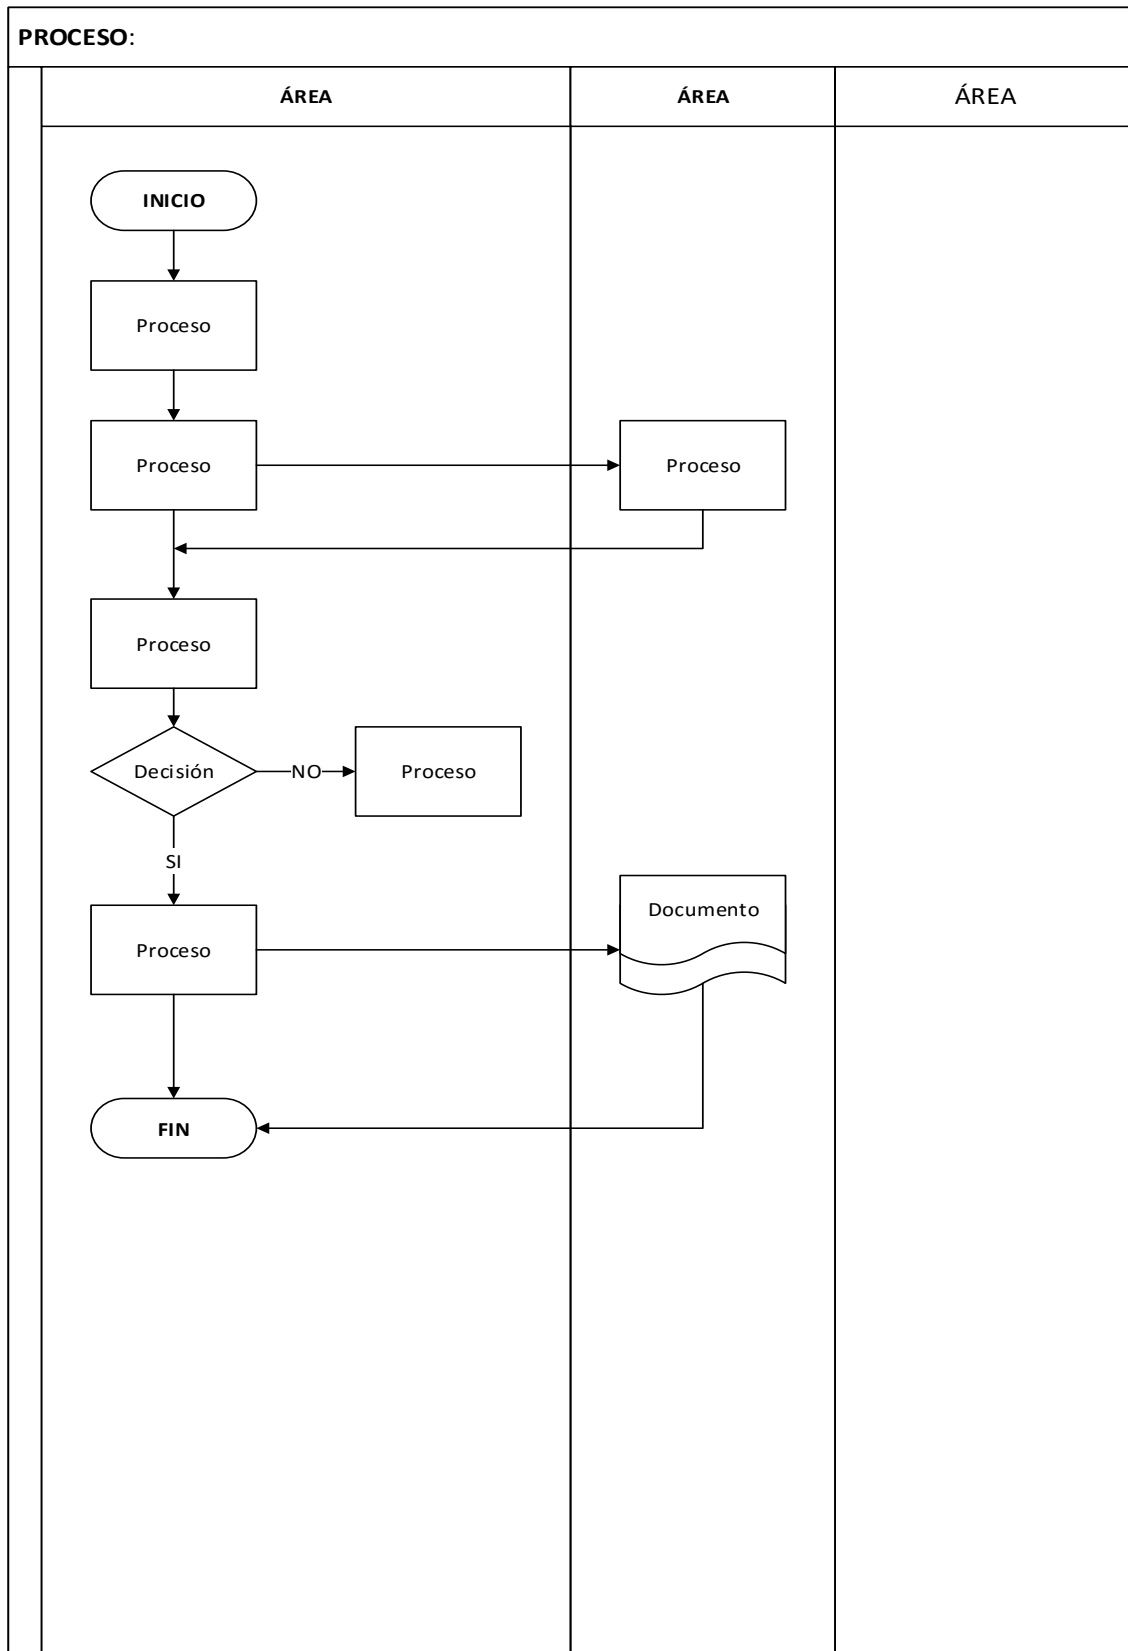 PROCESO:
ÁREA
ÁREA
ÁREA
INICIO
Proceso
Proceso
Proceso
Proceso
Decisión
NO
Proceso
SI
Proceso
Documento
FIN